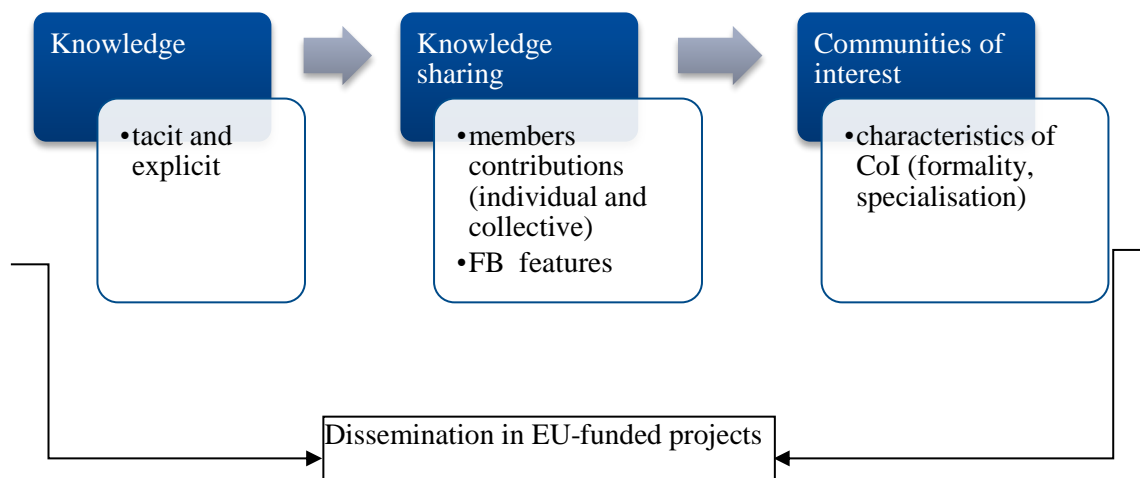 Knowledge
•tacit and
explicit
Knowledge
sharing
•members
contributions
(individual and
collective)
•FB features
Communities of
interest
•characteristics of
CoI (formality,
specialisation)
Dissemination in EU-funded projects